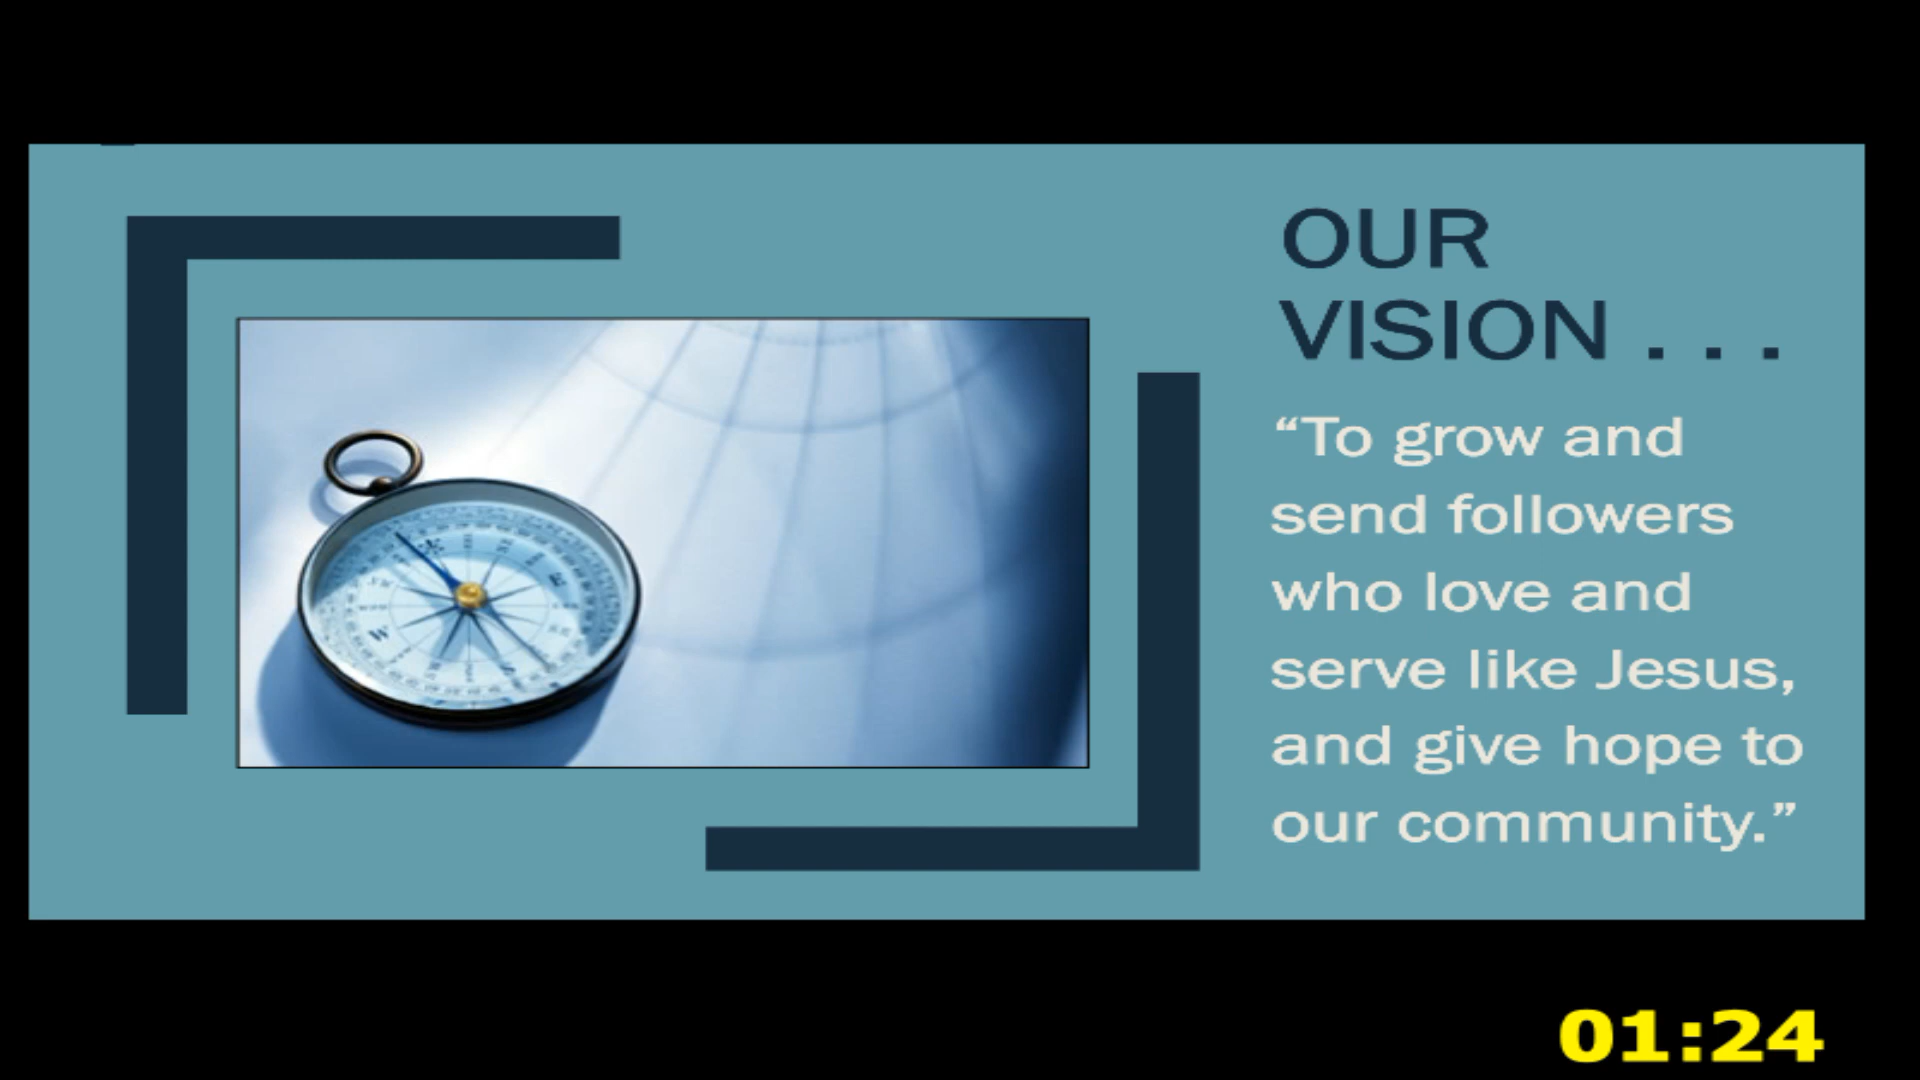 OUR
VISION . . .
“To grow and
send followers
who love and
serve like Jesus,
and give hope to
our community.”
W
S
01:24